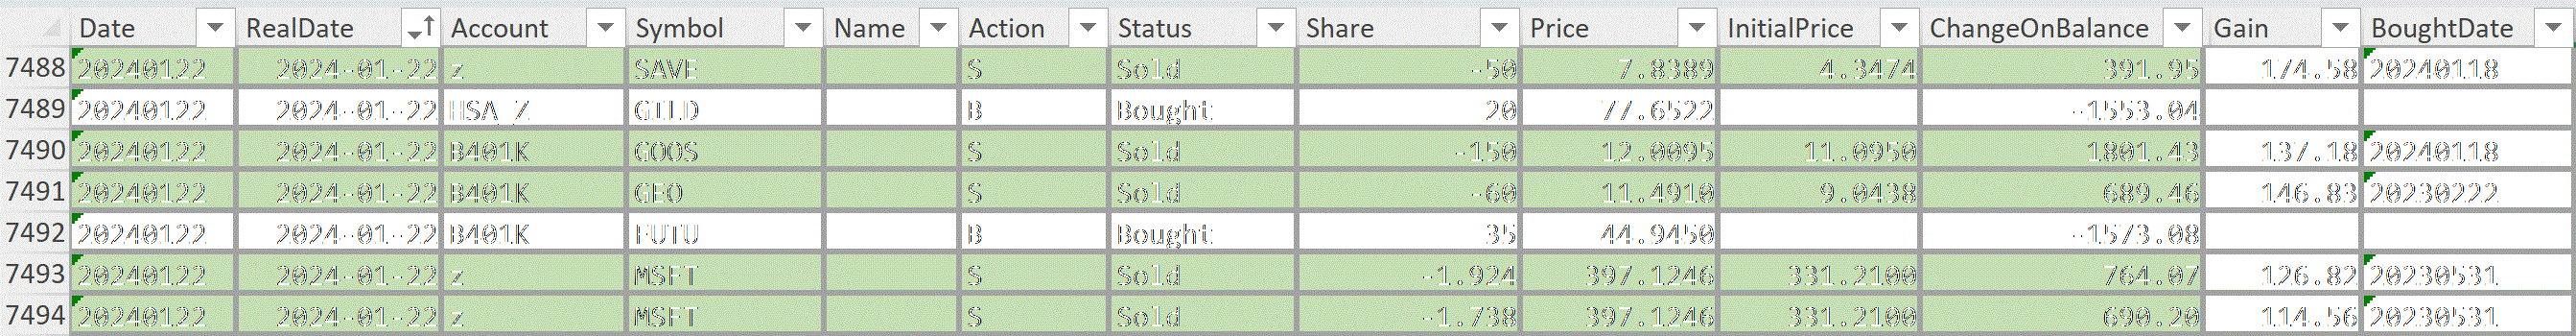 Date RealDate Account Symbol Name Action Status Share Price InitialPrice ChangeOnBalance Gain BoughtDate
7488 20240122 2024-01-22 z SAVE S Sold -50 7.8389 4.3474 391.95 174.58 20240118
7489 20240122 2024-01-22 HSA_Z GILD B Bought 20 77.6522 -1553.04
7490 20240122 2024-01-22 B401K GOOS S Sold -150 12.0095 11.0950 1801.43 137.18 20240118
7491 20240122 2024-01-22 B401K GEO S Sold -60 11.4910 9.0438 689.46 146.83 20230222
7492 20240122 2024-01-22 B401K FUTU B Bought 35 44.9450 -1573.08
7493 20240122 2024-01-22 z MSFT S Sold -1.924 397.1246 331.2100 764.07 126.82 20230531
7494 20240122 2024-01-22 z MSFT S Sold -1.738 397.1246 331.2100 690.20 114.56 20230531